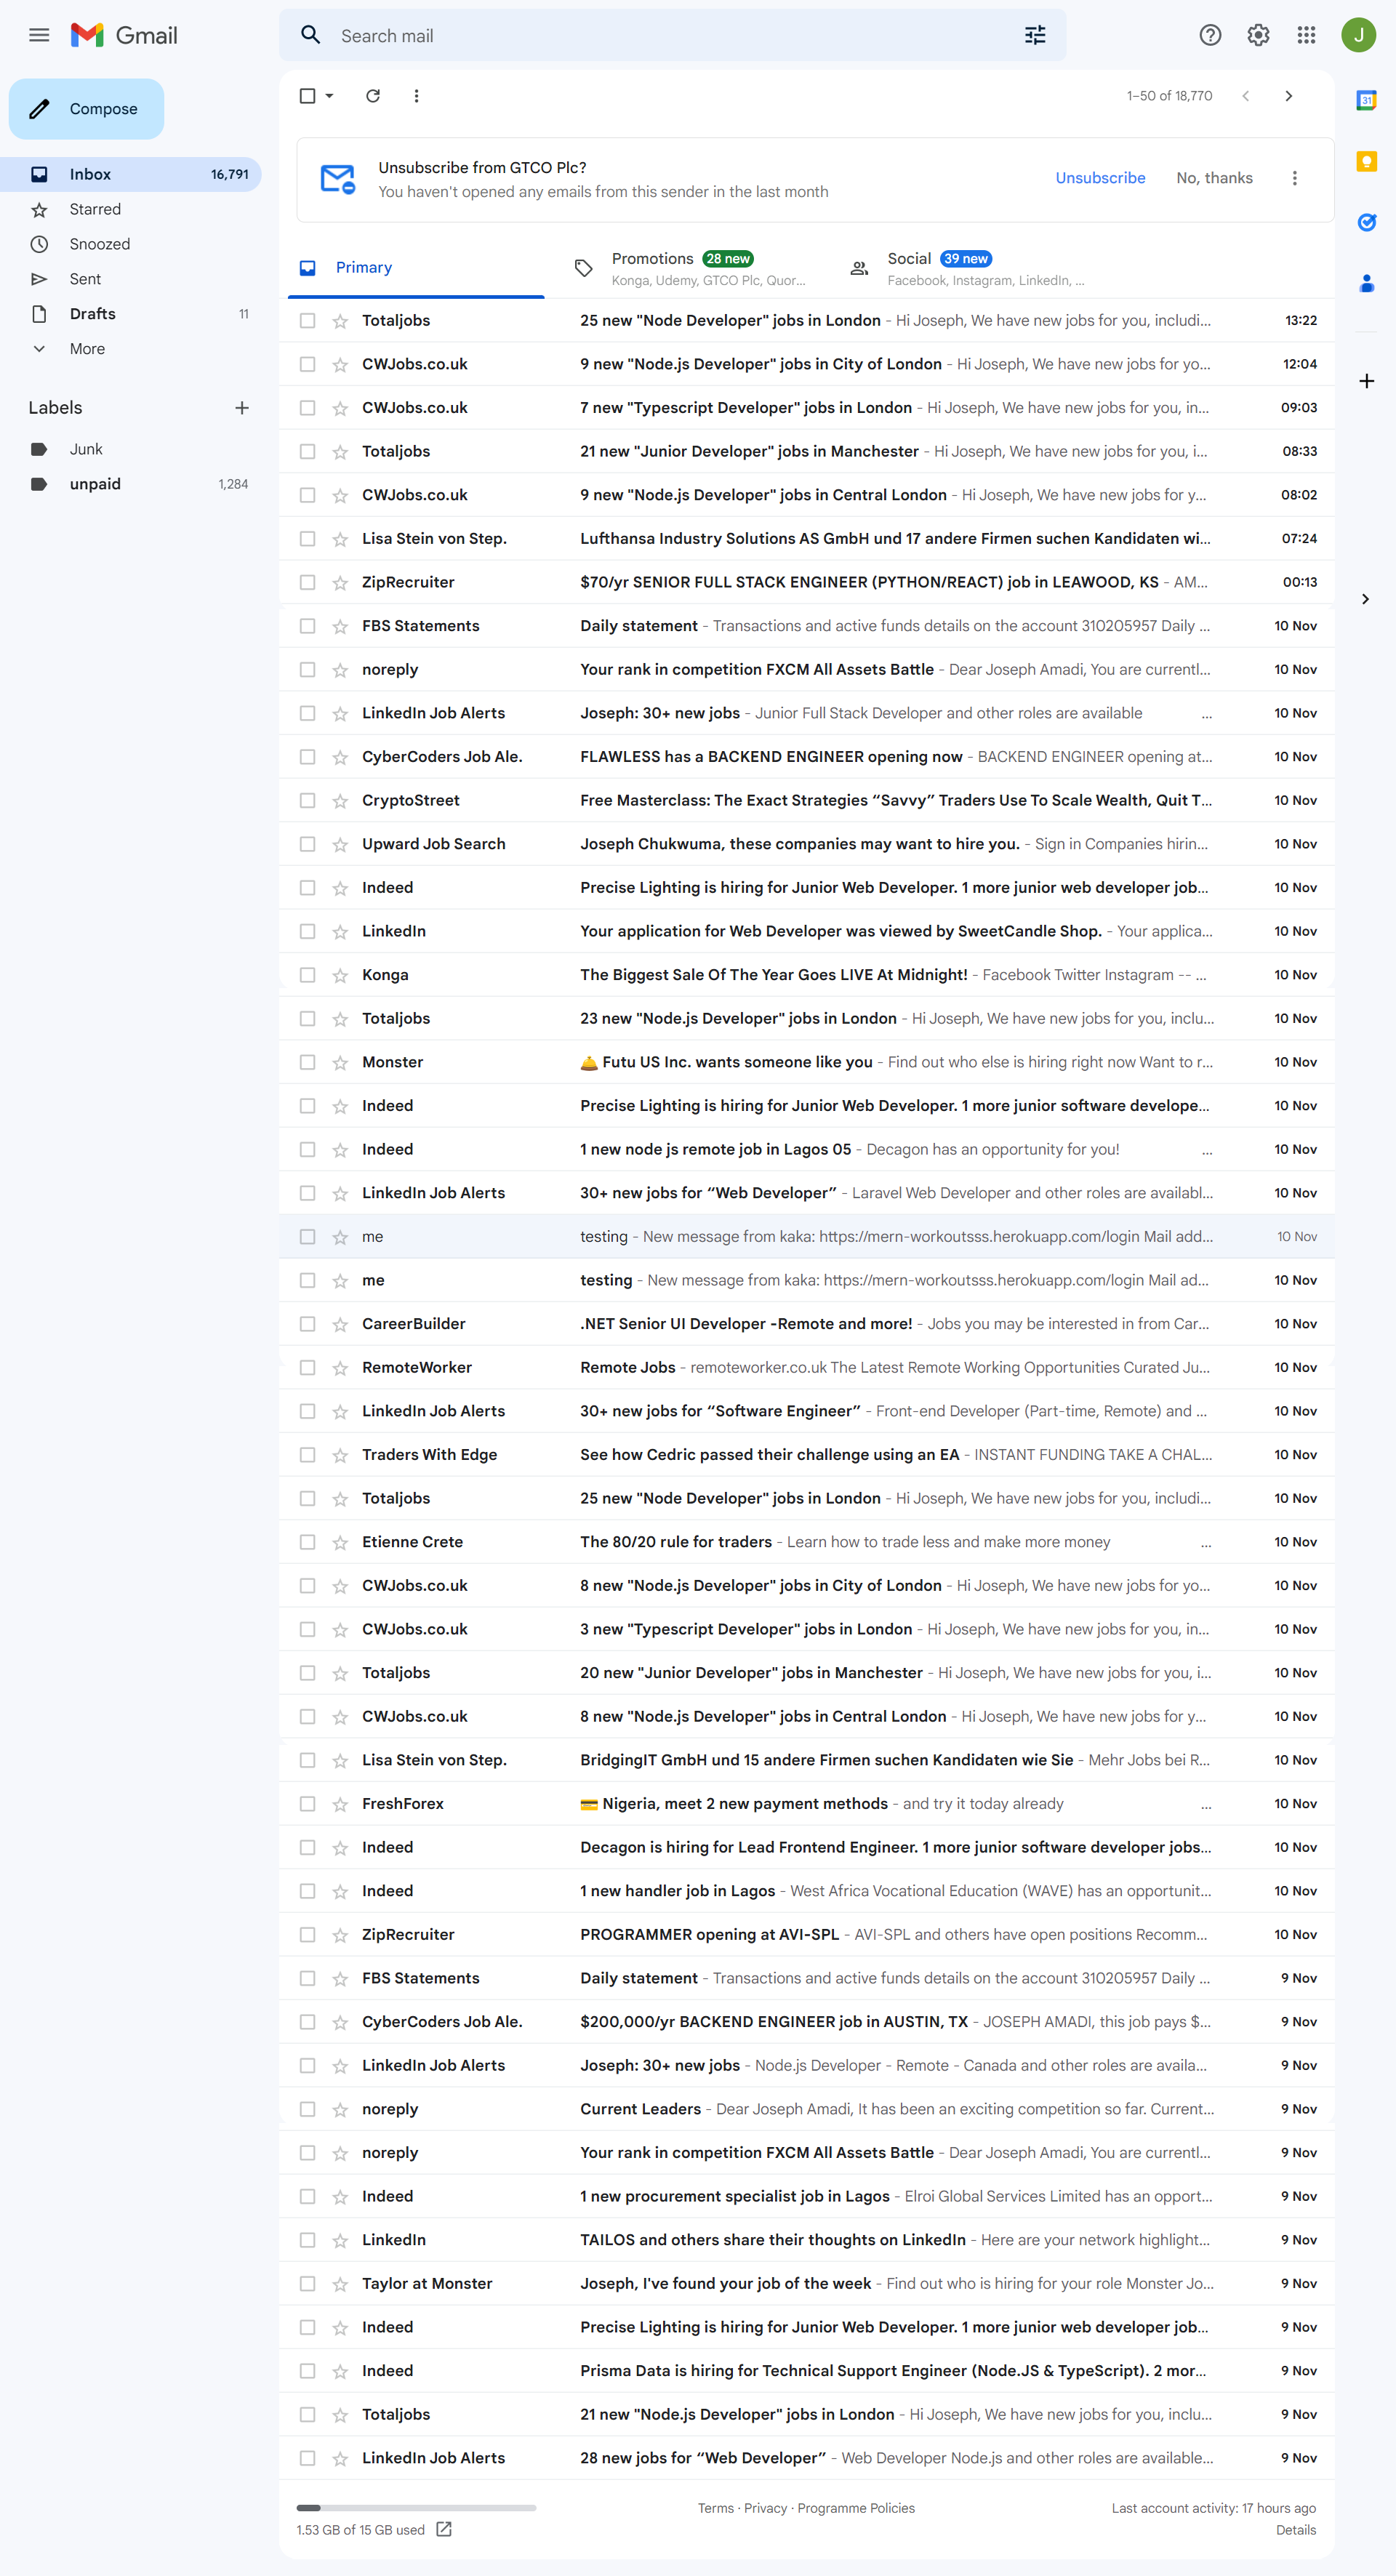 Gmail
Search mail
J
Compose
1–50 of 18,770
31
Inbox 16,791
Starred
Snoozed
Sent
Drafts 11
More
Labels
Junk
unpaid 1,284
Unsubscribe from GTCO Plc?
You haven't opened any emails from this sender in the last month
Unsubscribe No, thanks
Primary
Promotions 28 new
Konga, Udemy, GTCO Plc, Quor...
Social 39 new
Facebook, Instagram, LinkedIn, ...
Totaljobs 25 new "Node Developer" jobs in London - Hi Joseph, We have new jobs for you, includi... 13:22
CWJobs.co.uk 9 new "Node.js Developer" jobs in City of London - Hi Joseph, We have new jobs for yo... 12:04
CWJobs.co.uk 7 new "Typescript Developer" jobs in London - Hi Joseph, We have new jobs for you, in... 09:03
Totaljobs 21 new "Junior Developer" jobs in Manchester - Hi Joseph, We have new jobs for you, i... 08:33
CWJobs.co.uk 9 new "Node.js Developer" jobs in Central London - Hi Joseph, We have new jobs for y... 08:02
Lisa Stein von Step. Lufthansa Industry Solutions AS GmbH und 17 andere Firmen suchen Kandidaten wi... 07:24
ZipRecruiter $70/yr SENIOR FULL STACK ENGINEER (PYTHON/REACT) job in LEAWOOD, KS - AM... 00:13
FBS Statements Daily statement - Transactions and active funds details on the account 310205957 Daily ... 10 Nov
noreply Your rank in competition FXCM All Assets Battle - Dear Joseph Amadi, You are currentl... 10 Nov
LinkedIn Job Alerts Joseph: 30+ new jobs - Junior Full Stack Developer and other roles are available ... 10 Nov
CyberCoders Job Ale. FLAWLESS has a BACKEND ENGINEER opening now - BACKEND ENGINEER opening at... 10 Nov
CryptoStreet Free Masterclass: The Exact Strategies “Savvy” Traders Use To Scale Wealth, Quit T... 10 Nov
Upward Job Search Joseph Chukwuma, these companies may want to hire you. - Sign in Companies hirin... 10 Nov
Indeed Precise Lighting is hiring for Junior Web Developer. 1 more junior web developer job... 10 Nov
LinkedIn Your application for Web Developer was viewed by SweetCandle Shop. - Your applica... 10 Nov
Konga The Biggest Sale Of The Year Goes LIVE At Midnight! - Facebook Twitter Instagram -- ... 10 Nov
Totaljobs 23 new "Node.js Developer" jobs in London - Hi Joseph, We have new jobs for you, inclu... 10 Nov
Monster 🛎️ Futu US Inc. wants someone like you - Find out who else is hiring right now Want to r... 10 Nov
Indeed Precise Lighting is hiring for Junior Web Developer. 1 more junior software develope... 10 Nov
Indeed 1 new node js remote job in Lagos 05 - Decagon has an opportunity for you! ... 10 Nov
LinkedIn Job Alerts 30+ new jobs for “Web Developer” - Laravel Web Developer and other roles are availabl... 10 Nov
me testing - New message from kaka: https://mern-workoutsss.herokuapp.com/login Mail add... 10 Nov
me testing - New message from kaka: https://mern-workoutsss.herokuapp.com/login Mail ad... 10 Nov
CareerBuilder .NET Senior UI Developer -Remote and more! - Jobs you may be interested in from Car... 10 Nov
RemoteWorker Remote Jobs - remoteworker.co.uk The Latest Remote Working Opportunities Curated Ju... 10 Nov
LinkedIn Job Alerts 30+ new jobs for “Software Engineer” - Front-end Developer (Part-time, Remote) and ... 10 Nov
Traders With Edge See how Cedric passed their challenge using an EA - INSTANT FUNDING TAKE A CHAL... 10 Nov
Totaljobs 25 new "Node Developer" jobs in London - Hi Joseph, We have new jobs for you, includi... 10 Nov
Etienne Crete The 80/20 rule for traders - Learn how to trade less and make more money ... 10 Nov
CWJobs.co.uk 8 new "Node.js Developer" jobs in City of London - Hi Joseph, We have new jobs for yo... 10 Nov
CWJobs.co.uk 3 new "Typescript Developer" jobs in London - Hi Joseph, We have new jobs for you, in... 10 Nov
Totaljobs 20 new "Junior Developer" jobs in Manchester - Hi Joseph, We have new jobs for you, i... 10 Nov
CWJobs.co.uk 8 new "Node.js Developer" jobs in Central London - Hi Joseph, We have new jobs for y... 10 Nov
Lisa Stein von Step. BridgingIT GmbH und 15 andere Firmen suchen Kandidaten wie Sie - Mehr Jobs bei R... 10 Nov
FreshForex 💳 Nigeria, meet 2 new payment methods - and try it today already ... 10 Nov
Indeed Decagon is hiring for Lead Frontend Engineer. 1 more junior software developer jobs... 10 Nov
Indeed 1 new handler job in Lagos - West Africa Vocational Education (WAVE) has an opportunit... 10 Nov
ZipRecruiter PROGRAMMER opening at AVI-SPL - AVI-SPL and others have open positions Recomm... 10 Nov
FBS Statements Daily statement - Transactions and active funds details on the account 310205957 Daily ... 9 Nov
CyberCoders Job Ale. $200,000/yr BACKEND ENGINEER job in AUSTIN, TX - JOSEPH AMADI, this job pays $... 9 Nov
LinkedIn Job Alerts Joseph: 30+ new jobs - Node.js Developer - Remote - Canada and other roles are availa... 9 Nov
noreply Current Leaders - Dear Joseph Amadi, It has been an exciting competition so far. Current... 9 Nov
noreply Your rank in competition FXCM All Assets Battle - Dear Joseph Amadi, You are currentl... 9 Nov
Indeed 1 new procurement specialist job in Lagos - Elroi Global Services Limited has an opport... 9 Nov
LinkedIn TAILOS and others share their thoughts on LinkedIn - Here are your network highlight... 9 Nov
Taylor at Monster Joseph, I've found your job of the week - Find out who is hiring for your role Monster Jo... 9 Nov
Indeed Precise Lighting is hiring for Junior Web Developer. 1 more junior web developer job... 9 Nov
Indeed Prisma Data is hiring for Technical Support Engineer (Node.JS & TypeScript). 2 mor... 9 Nov
Totaljobs 21 new "Node.js Developer" jobs in London - Hi Joseph, We have new jobs for you, inclu... 9 Nov
LinkedIn Job Alerts 28 new jobs for “Web Developer” - Web Developer Node.js and other roles are available... 9 Nov
Terms · Privacy · Programme Policies
Last account activity: 17 hours ago
1.53 GB of 15 GB used
Details